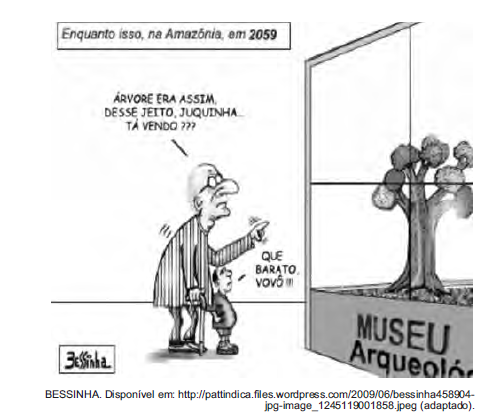 Enquanto isso, na Amazônia, em 2059
ÁRVORE ERA ASSIM,
DESSE JEITO, JUQUINHA...
TÁ VENDO ???
QUE
BARATO,
VOVÔ !!!
MUSEU
Arqueológ
Bessinha
BESSINHA. Disponível em: http://pattindica.files.wordpress.com/2009/06/bessinha458904-
jpg-image_1245119001858.jpeg (adaptado).